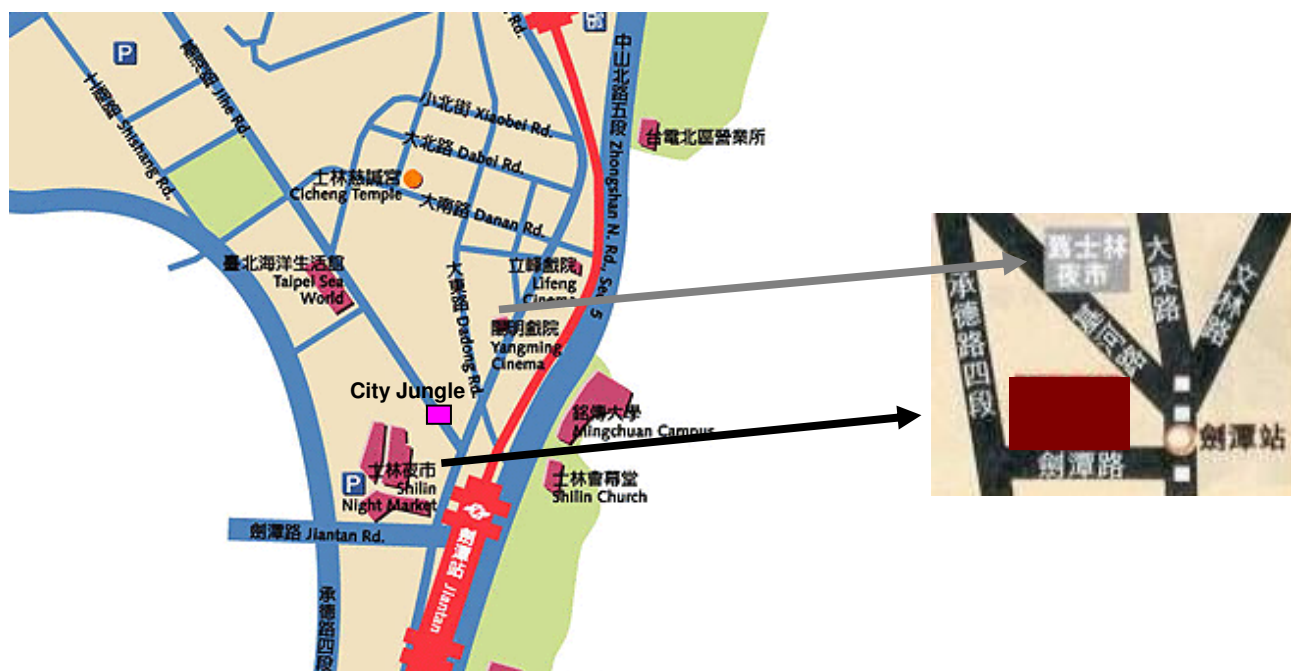 P
Shishang Rd.
Jihe Rd.
Rd.
中山北路五段 Zhongshan N. Rd., Sec. 5
小北街 Xiaobei Rd.
大北路 Dabei Rd.
台電北區營業所
士林慈諴宮
Cicheng Temple
大南路 Danan Rd.
臺北海洋生活館
Taipei Sea
World
大東路 Dadong Rd.
立峰戲院
Lifeng
Cinema
陽明戲院
Yangming
Cinema
City Jungle
銘傳大學
Mingchuan Campus
士林夜市
Shilin
Night Market
P
士林會幕堂
Shilin Church
劍潭路 Jiantan Rd.
劍潭站 Jiantan
承德路四段
士林
夜市
大東路
文林路
承德路四段
劍潭站
劍潭路